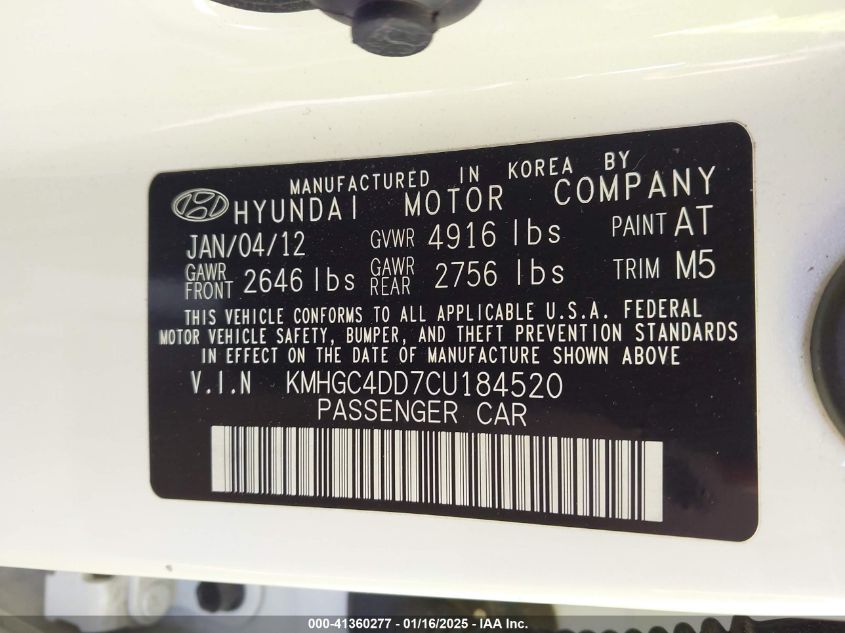 MANUFACTURED IN KOREA BY
HYUNDAI MOTOR COMPANY
JAN/04/12 GVWR 4916 lbs PAINT AT
GAWR FRONT 2646 lbs GAWR REAR 2756 lbs TRIM M5
THIS VEHICLE CONFORMS TO ALL APPLICABLE U.S.A. FEDERAL
MOTOR VEHICLE SAFETY, BUMPER, AND THEFT PREVENTION STANDARDS
IN EFFECT ON THE DATE OF MANUFACTURE SHOWN ABOVE
V.I.N KMHGC4DD7CU184520
PASSENGER CAR
000-41360277 - 01/16/2025 - IAA Inc.